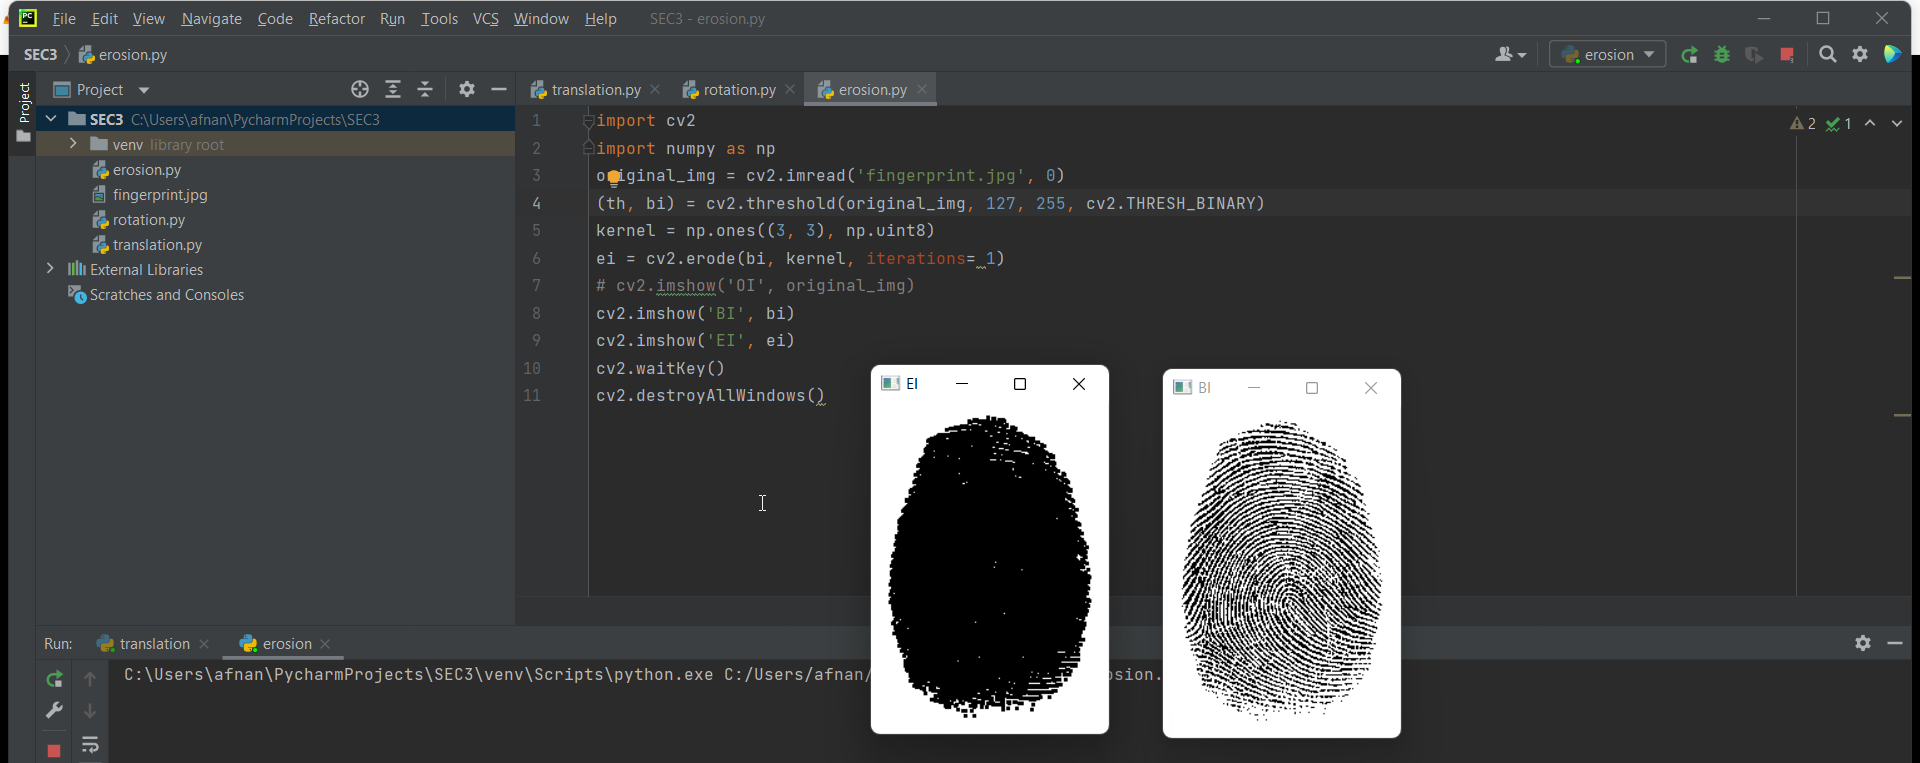 PC File Edit View Navigate Code Refactor Run Tools VCS Window Help SEC3 - erosion.py
SEC3 erosion.py erosion
Project
Project translation.py rotation.py erosion.py
SEC3 C:\Users\afnan\PycharmProjects\SEC3
venv library root
erosion.py
fingerprint.jpg
rotation.py
translation.py
External Libraries
Scratches and Consoles
2 1
1 import cv2
2 import numpy as np
3 original_img = cv2.imread('fingerprint.jpg', 0)
4 (th, bi) = cv2.threshold(original_img, 127, 255, cv2.THRESH_BINARY)
5 kernel = np.ones((3, 3), np.uint8)
6 ei = cv2.erode(bi, kernel, iterations= 1)
7 # cv2.imshow('OI', original_img)
8 cv2.imshow('BI', bi)
9 cv2.imshow('EI', ei)
10 cv2.waitKey()
11 cv2.destroyAllWindows()
EI
BI
Run: translation erosion
C:\Users\afnan\PycharmProjects\SEC3\venv\Scripts\python.exe C:/Users/afnan/ osion.